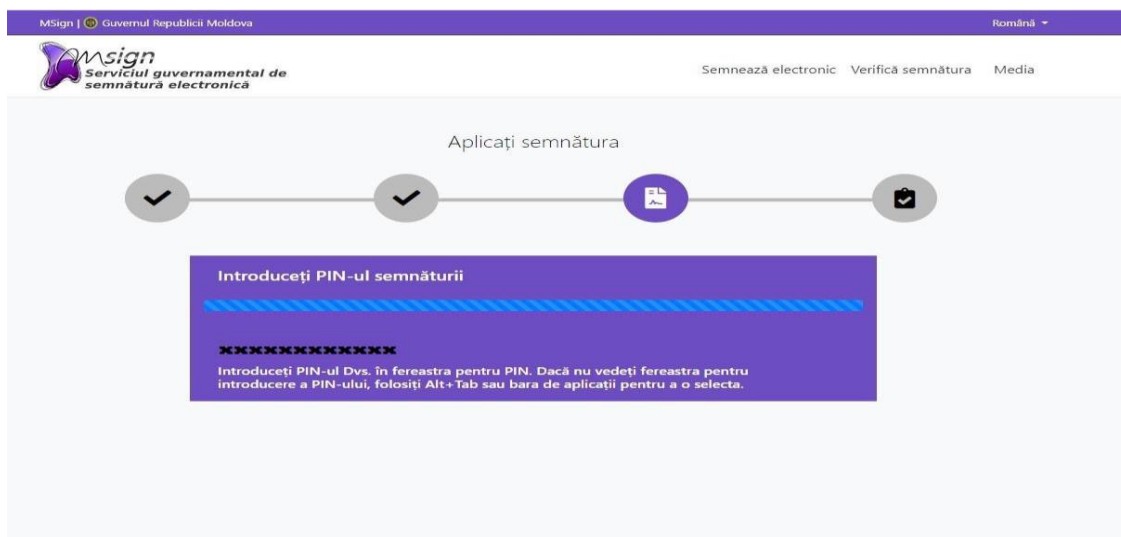 MSign | Guvernul Republicii Moldova
Română
Msign
Serviciul guvernamental de
semnătură electronică
Semnează electronic Verifică semnătura Media
Aplicați semnătura
Introduceți PIN-ul semnăturii
xxxxxxxxxxxx
Introduceți PIN-ul Dvs. în fereastra pentru PIN. Dacă nu vedeți fereastra pentru
introducere a PIN-ului, folosiți Alt+Tab sau bara de aplicații pentru a o selecta.